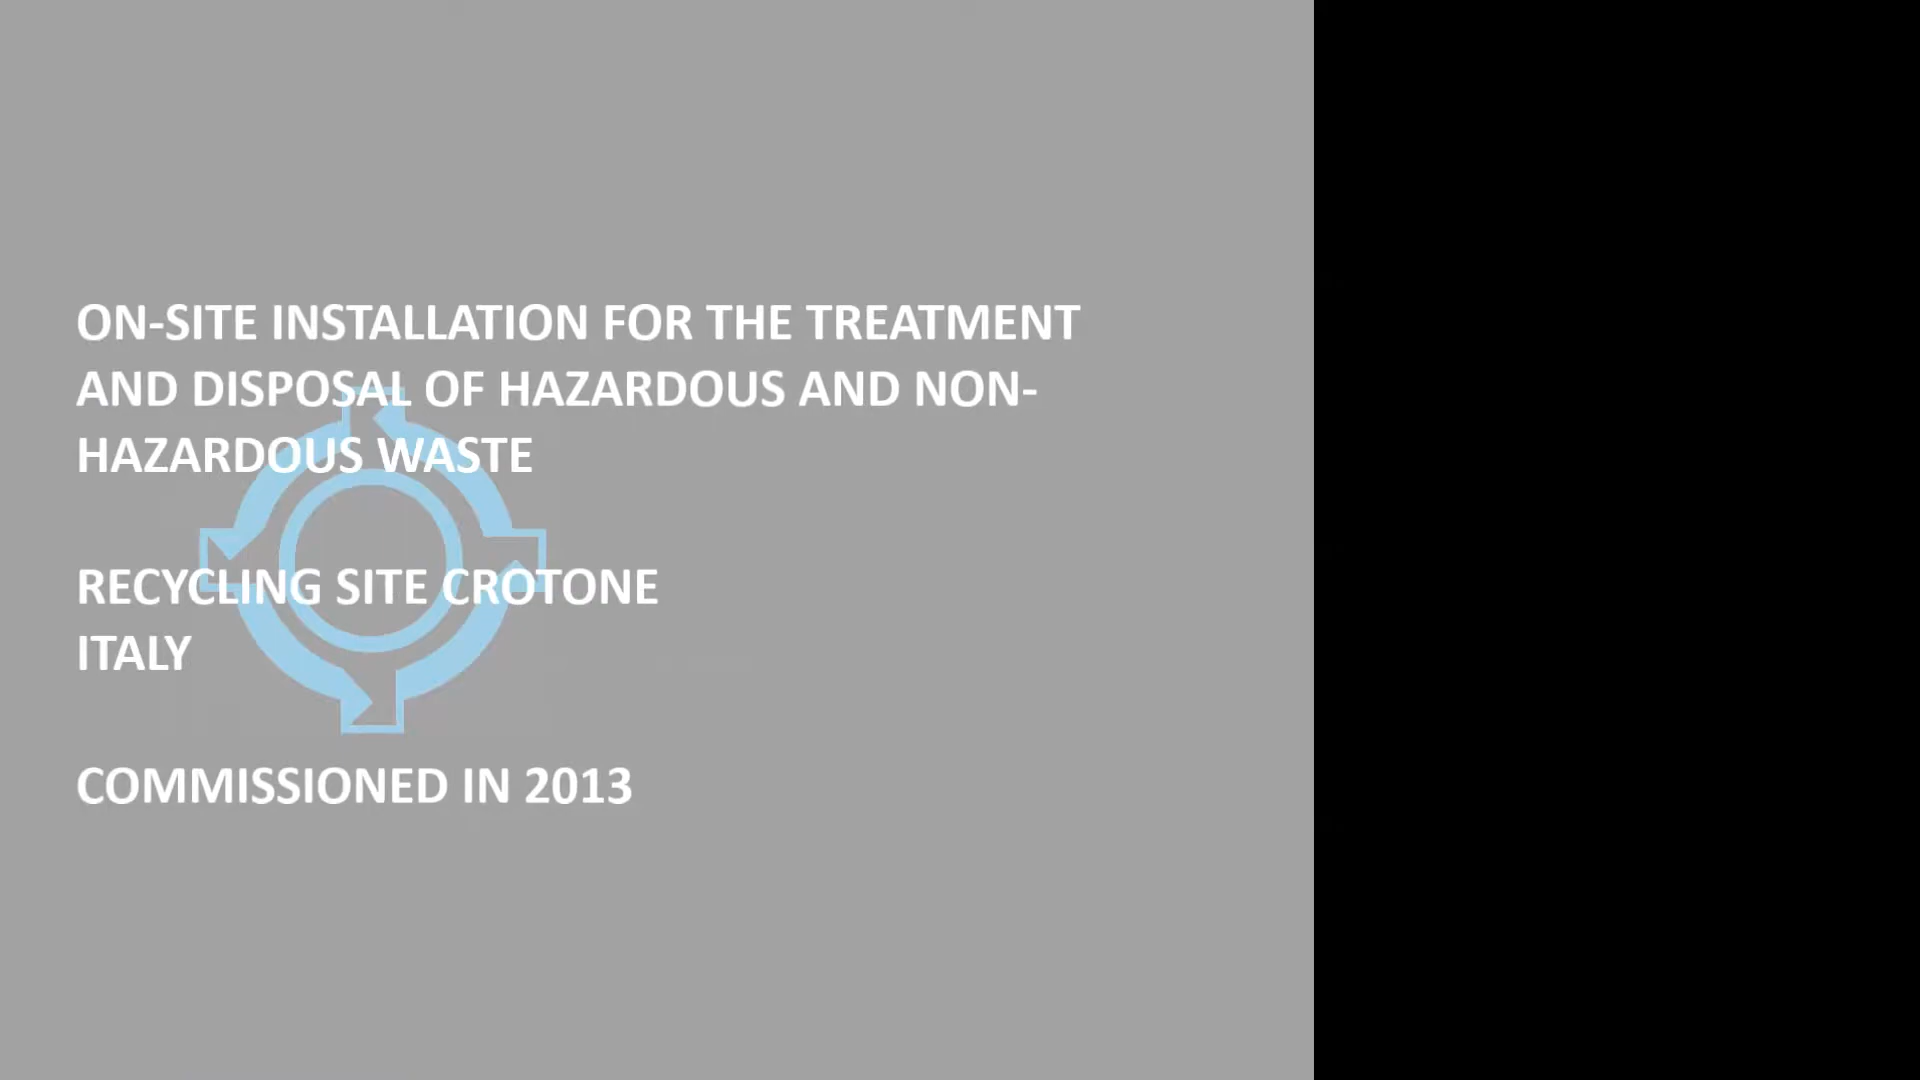 ON-SITE INSTALLATION FOR THE TREATMENT
AND DISPOSAL OF HAZARDOUS AND NON-
HAZARDOUS WASTE
RECYCLING SITE CROTONE
ITALY
COMMISSIONED IN 2013